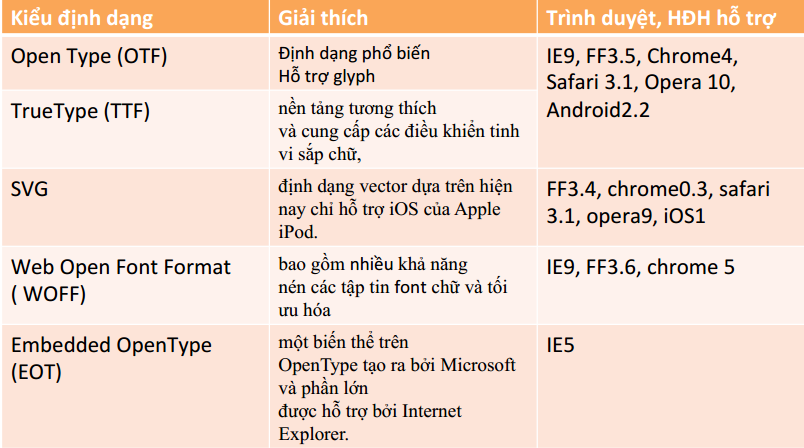 Kiểu định dạng
Giải thích
Trình duyệt, HĐH hỗ trợ
Open Type (OTF)
Định dạng phổ biến
Hỗ trợ glyph
IE9, FF3.5, Chrome4,
Safari 3.1, Opera 10,
Android2.2
TrueType (TTF)
nền tảng tương thích
và cung cấp các điều khiển tinh
vi sắp chữ,
SVG
định dạng vector dựa trên hiện
nay chỉ hỗ trợ iOS của Apple
iPod.
FF3.4, chrome0.3, safari
3.1, opera9, iOS1
Web Open Font Format
( WOFF)
bao gồm nhiều khả năng
nén các tập tin font chữ và tối
ưu hóa
IE9, FF3.6, chrome 5
Embedded OpenType
(EOT)
một biến thể trên
OpenType tạo ra bởi Microsoft
và phần lớn
được hỗ trợ bởi Internet
Explorer.
IE5